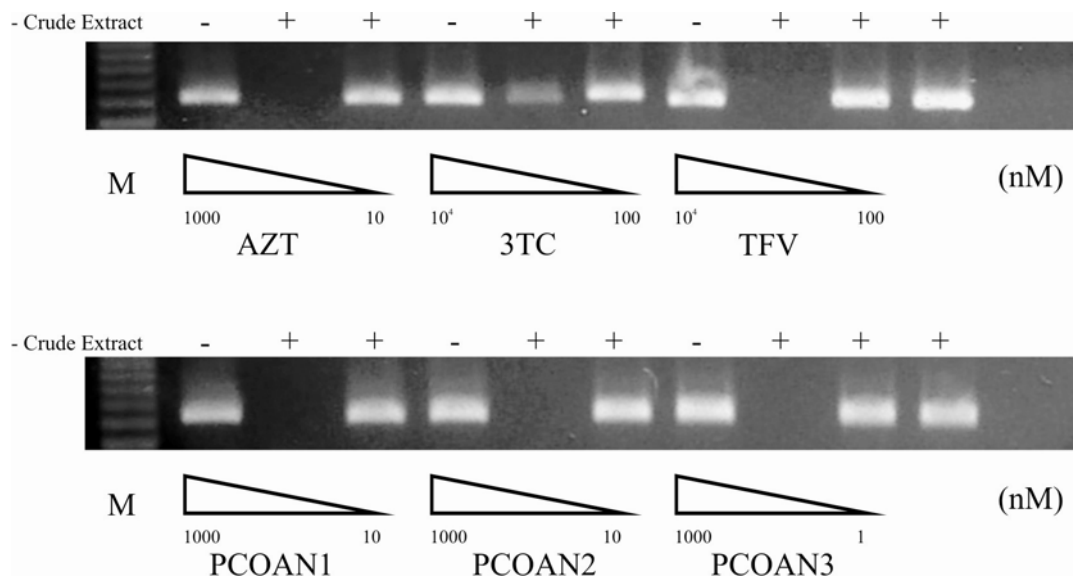 - Crude Extract - + + - + + - + + +
M (nM)
1000 10 10⁴ 100 10⁴ 100
AZT 3TC TFV
- Crude Extract - + + - + + - + + +
M (nM)
1000 10 1000 10 1000 1
PCOAN1 PCOAN2 PCOAN3